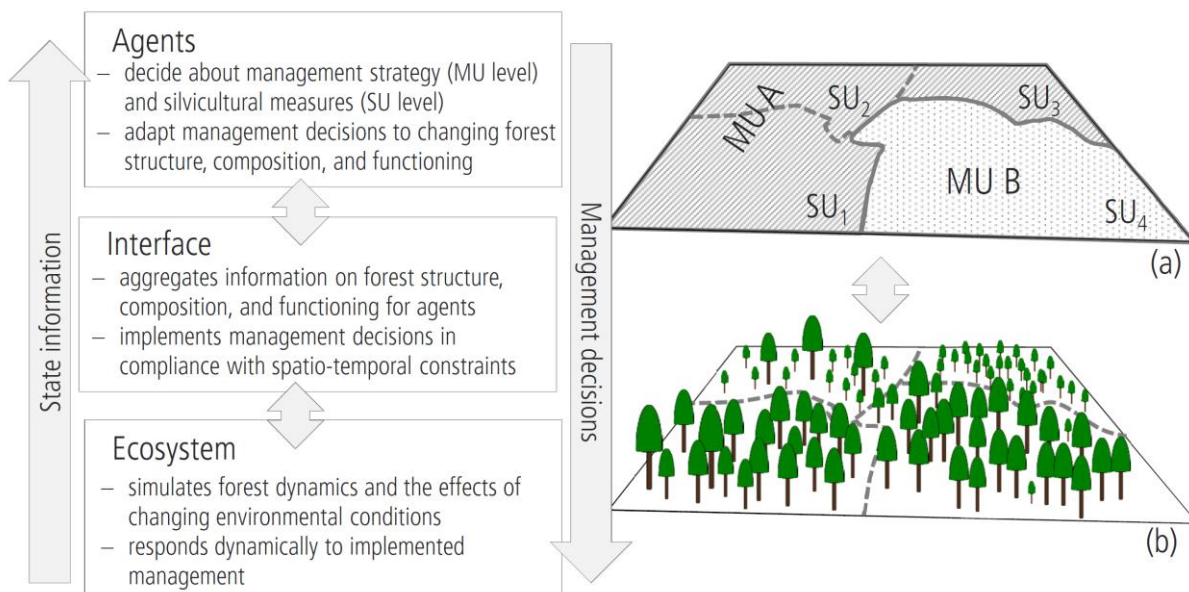 State information
Agents
– decide about management strategy (MU level)
and silvicultural measures (SU level)
– adapt management decisions to changing forest
structure, composition, and functioning
Interface
– aggregates information on forest structure,
composition, and functioning for agents
– implements management decisions in
compliance with spatio-temporal constraints
Ecosystem
– simulates forest dynamics and the effects of
changing environmental conditions
– responds dynamically to implemented
management
Management decisions
MU A
SU2
SU3
MU B
SU1
SU4
(a)
(b)